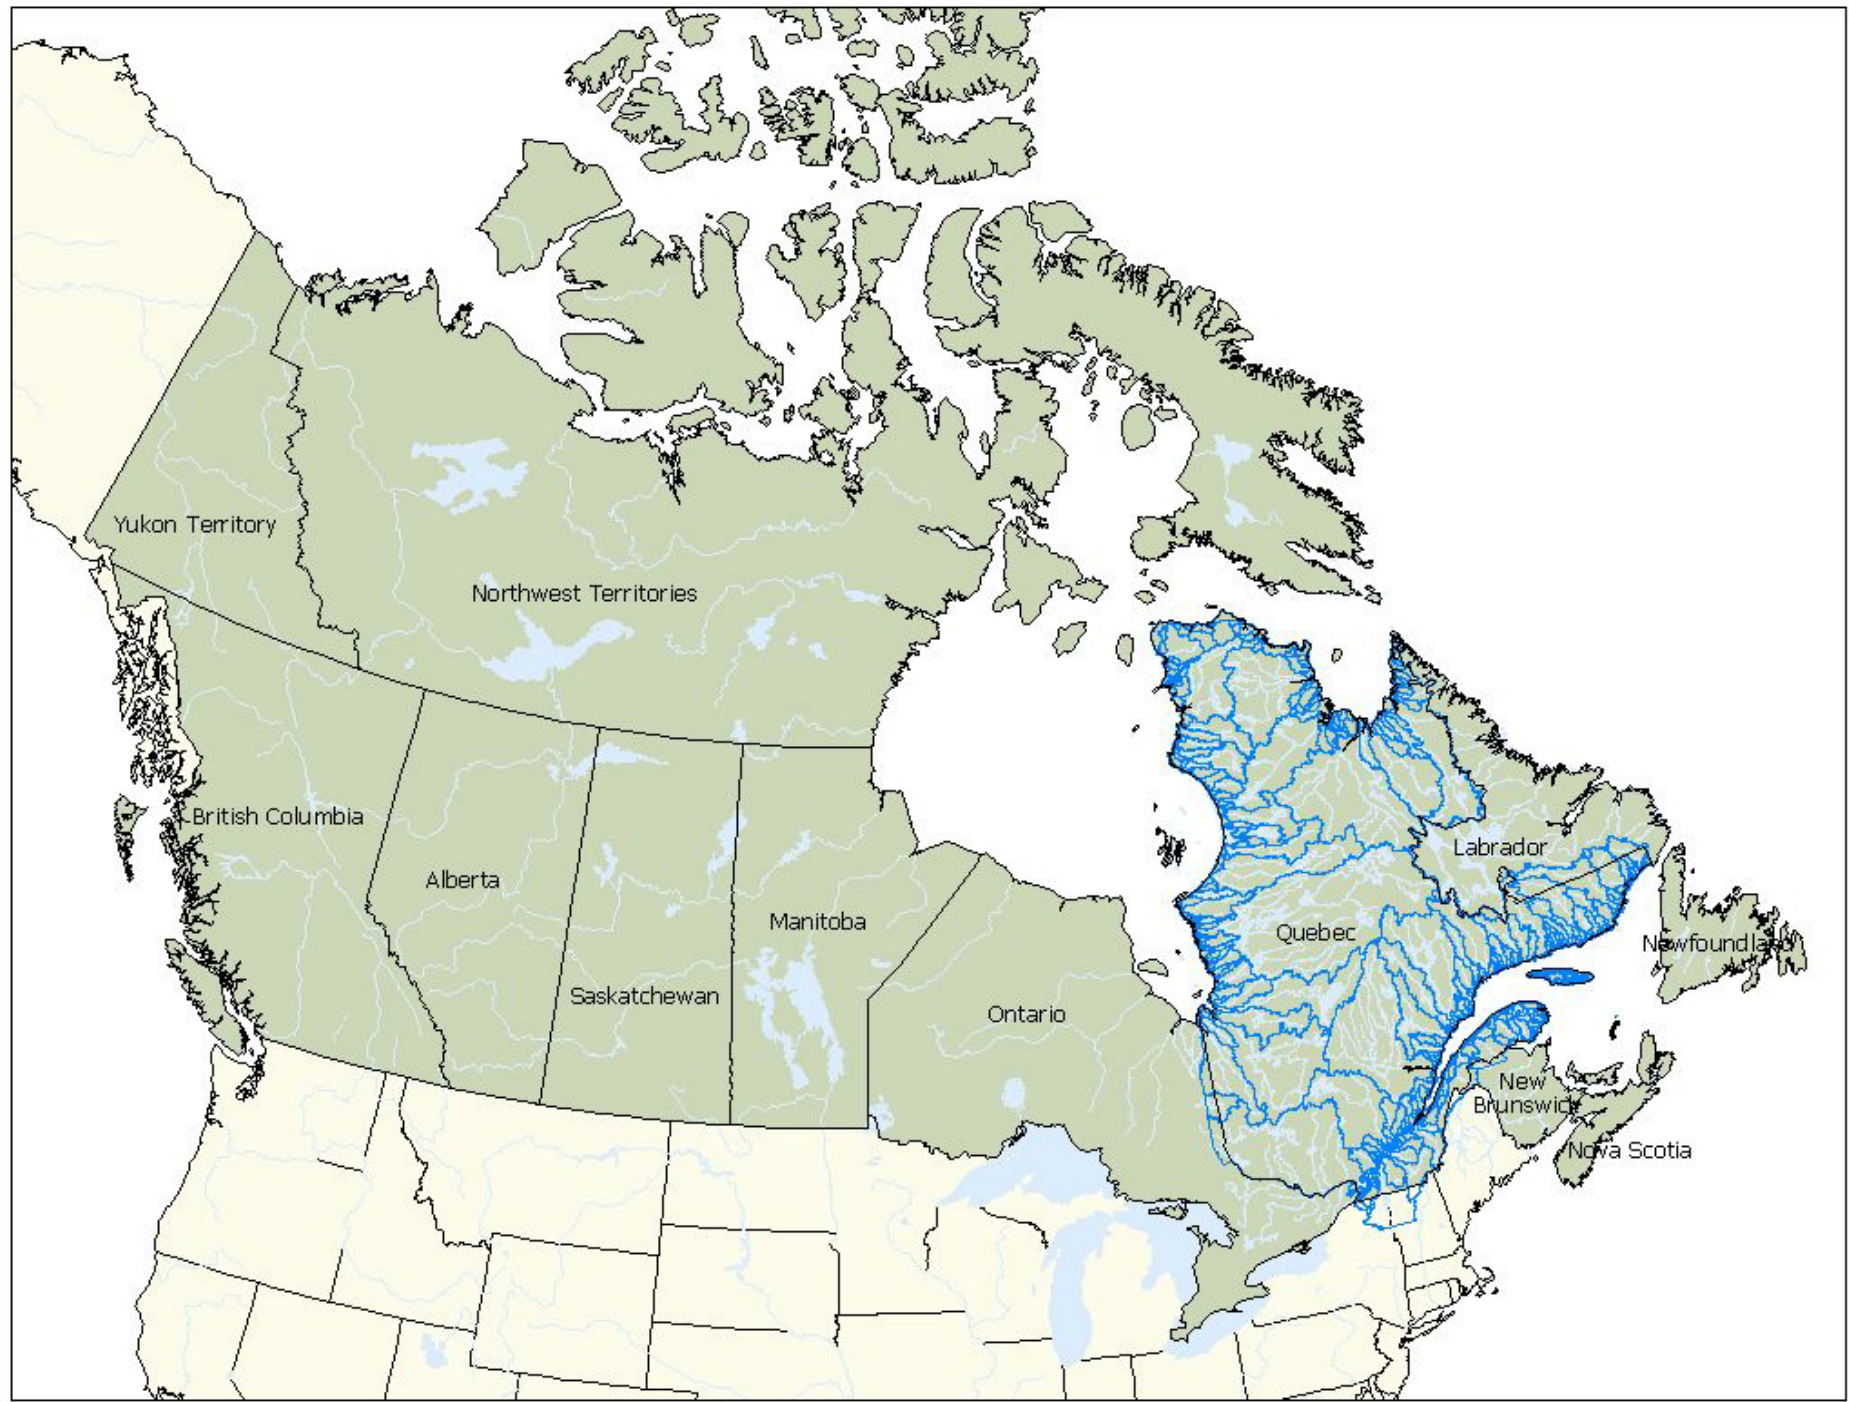 Yukon Territory
Northwest Territories
British Columbia
Labrador
Alberta
Manitoba
Quebec
Newfoundland
Saskatchewan
Ontario
New
Brunswick
Nova Scotia